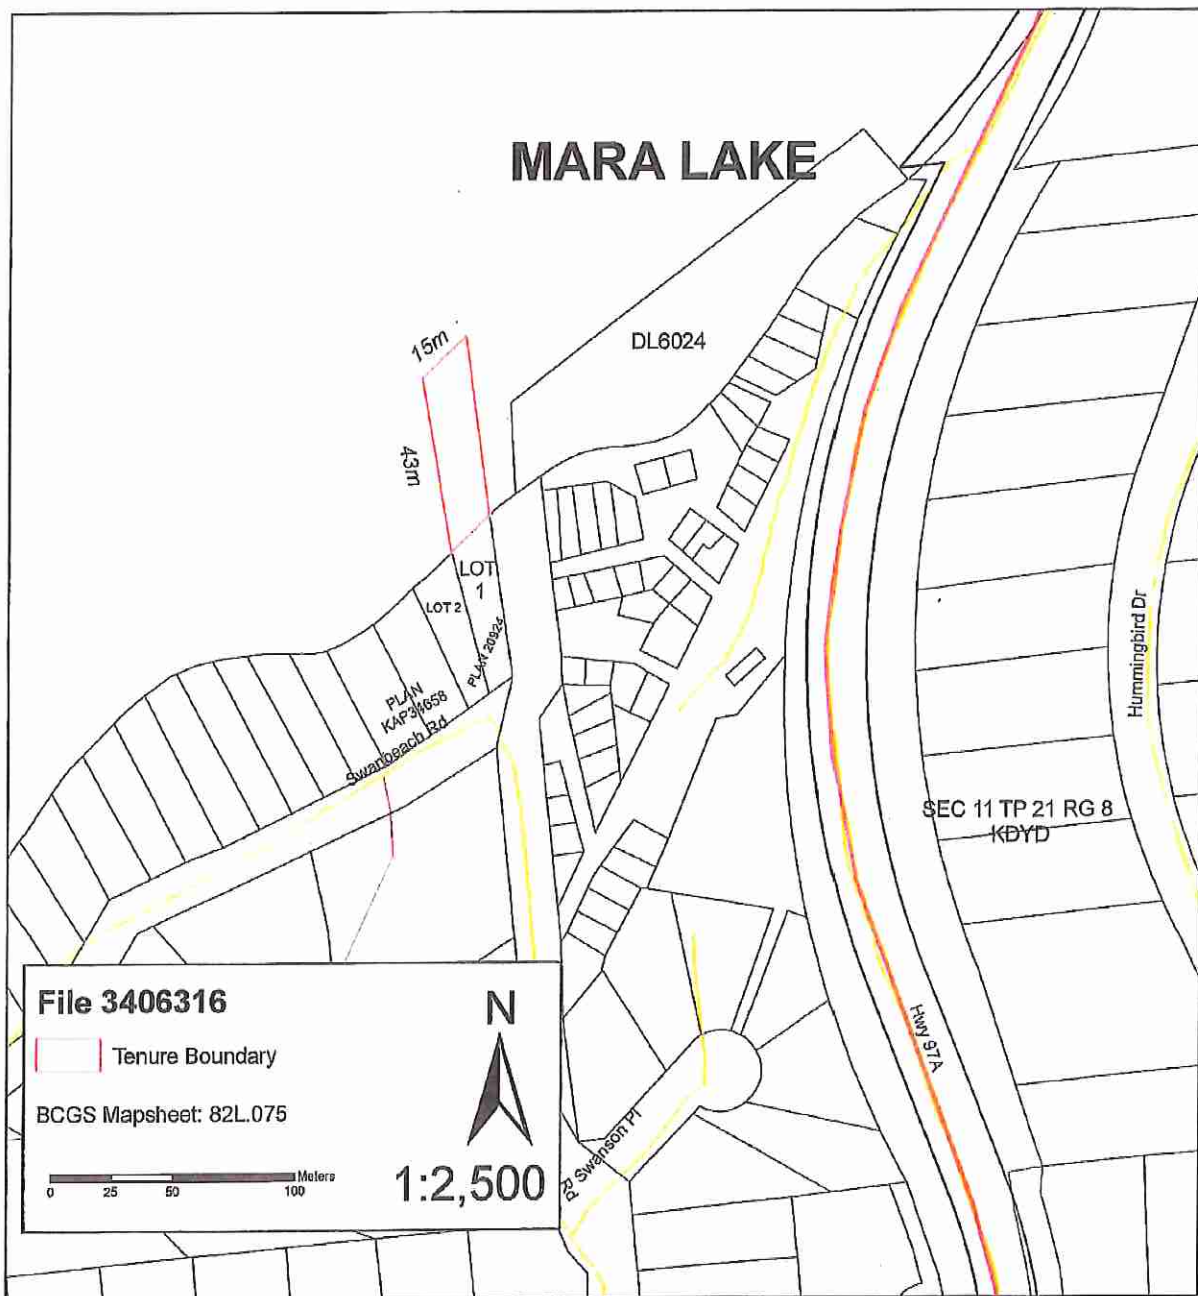 MARA LAKE
DL6024
15m
43m
LOT
1
LOT 2
PLAN 20924
PLAN
KAP34658
Swanbeach Rd
Hummingbird Dr
SEC 11 TP 21 RG 8
KDYD
Hwy 97A
Swanson Pl
Rd
File 3406316
N
Tenure Boundary
BCGS Mapsheet: 82L.075
Meters
0 25 50 100
1:2,500